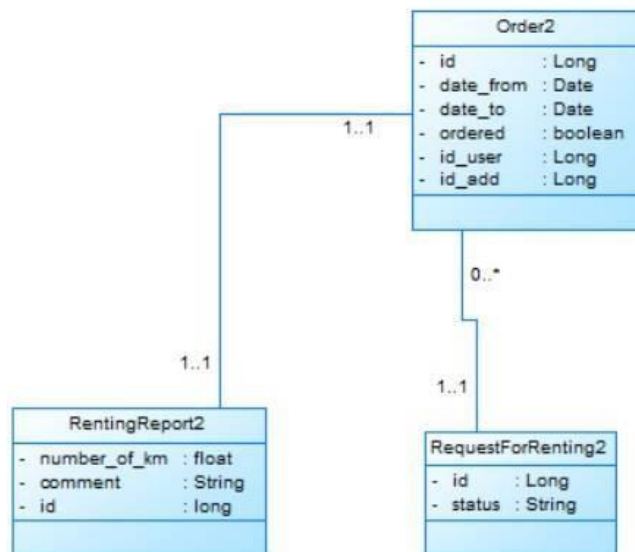 Order2
- id : Long
- date_from : Date
- date_to : Date
- ordered : boolean
- id_user : Long
- id_add : Long
1..1
0..*
1..1
1..1
RentingReport2
- number_of_km : float
- comment : String
- id : long
RequestForRenting2
- id : Long
- status : String